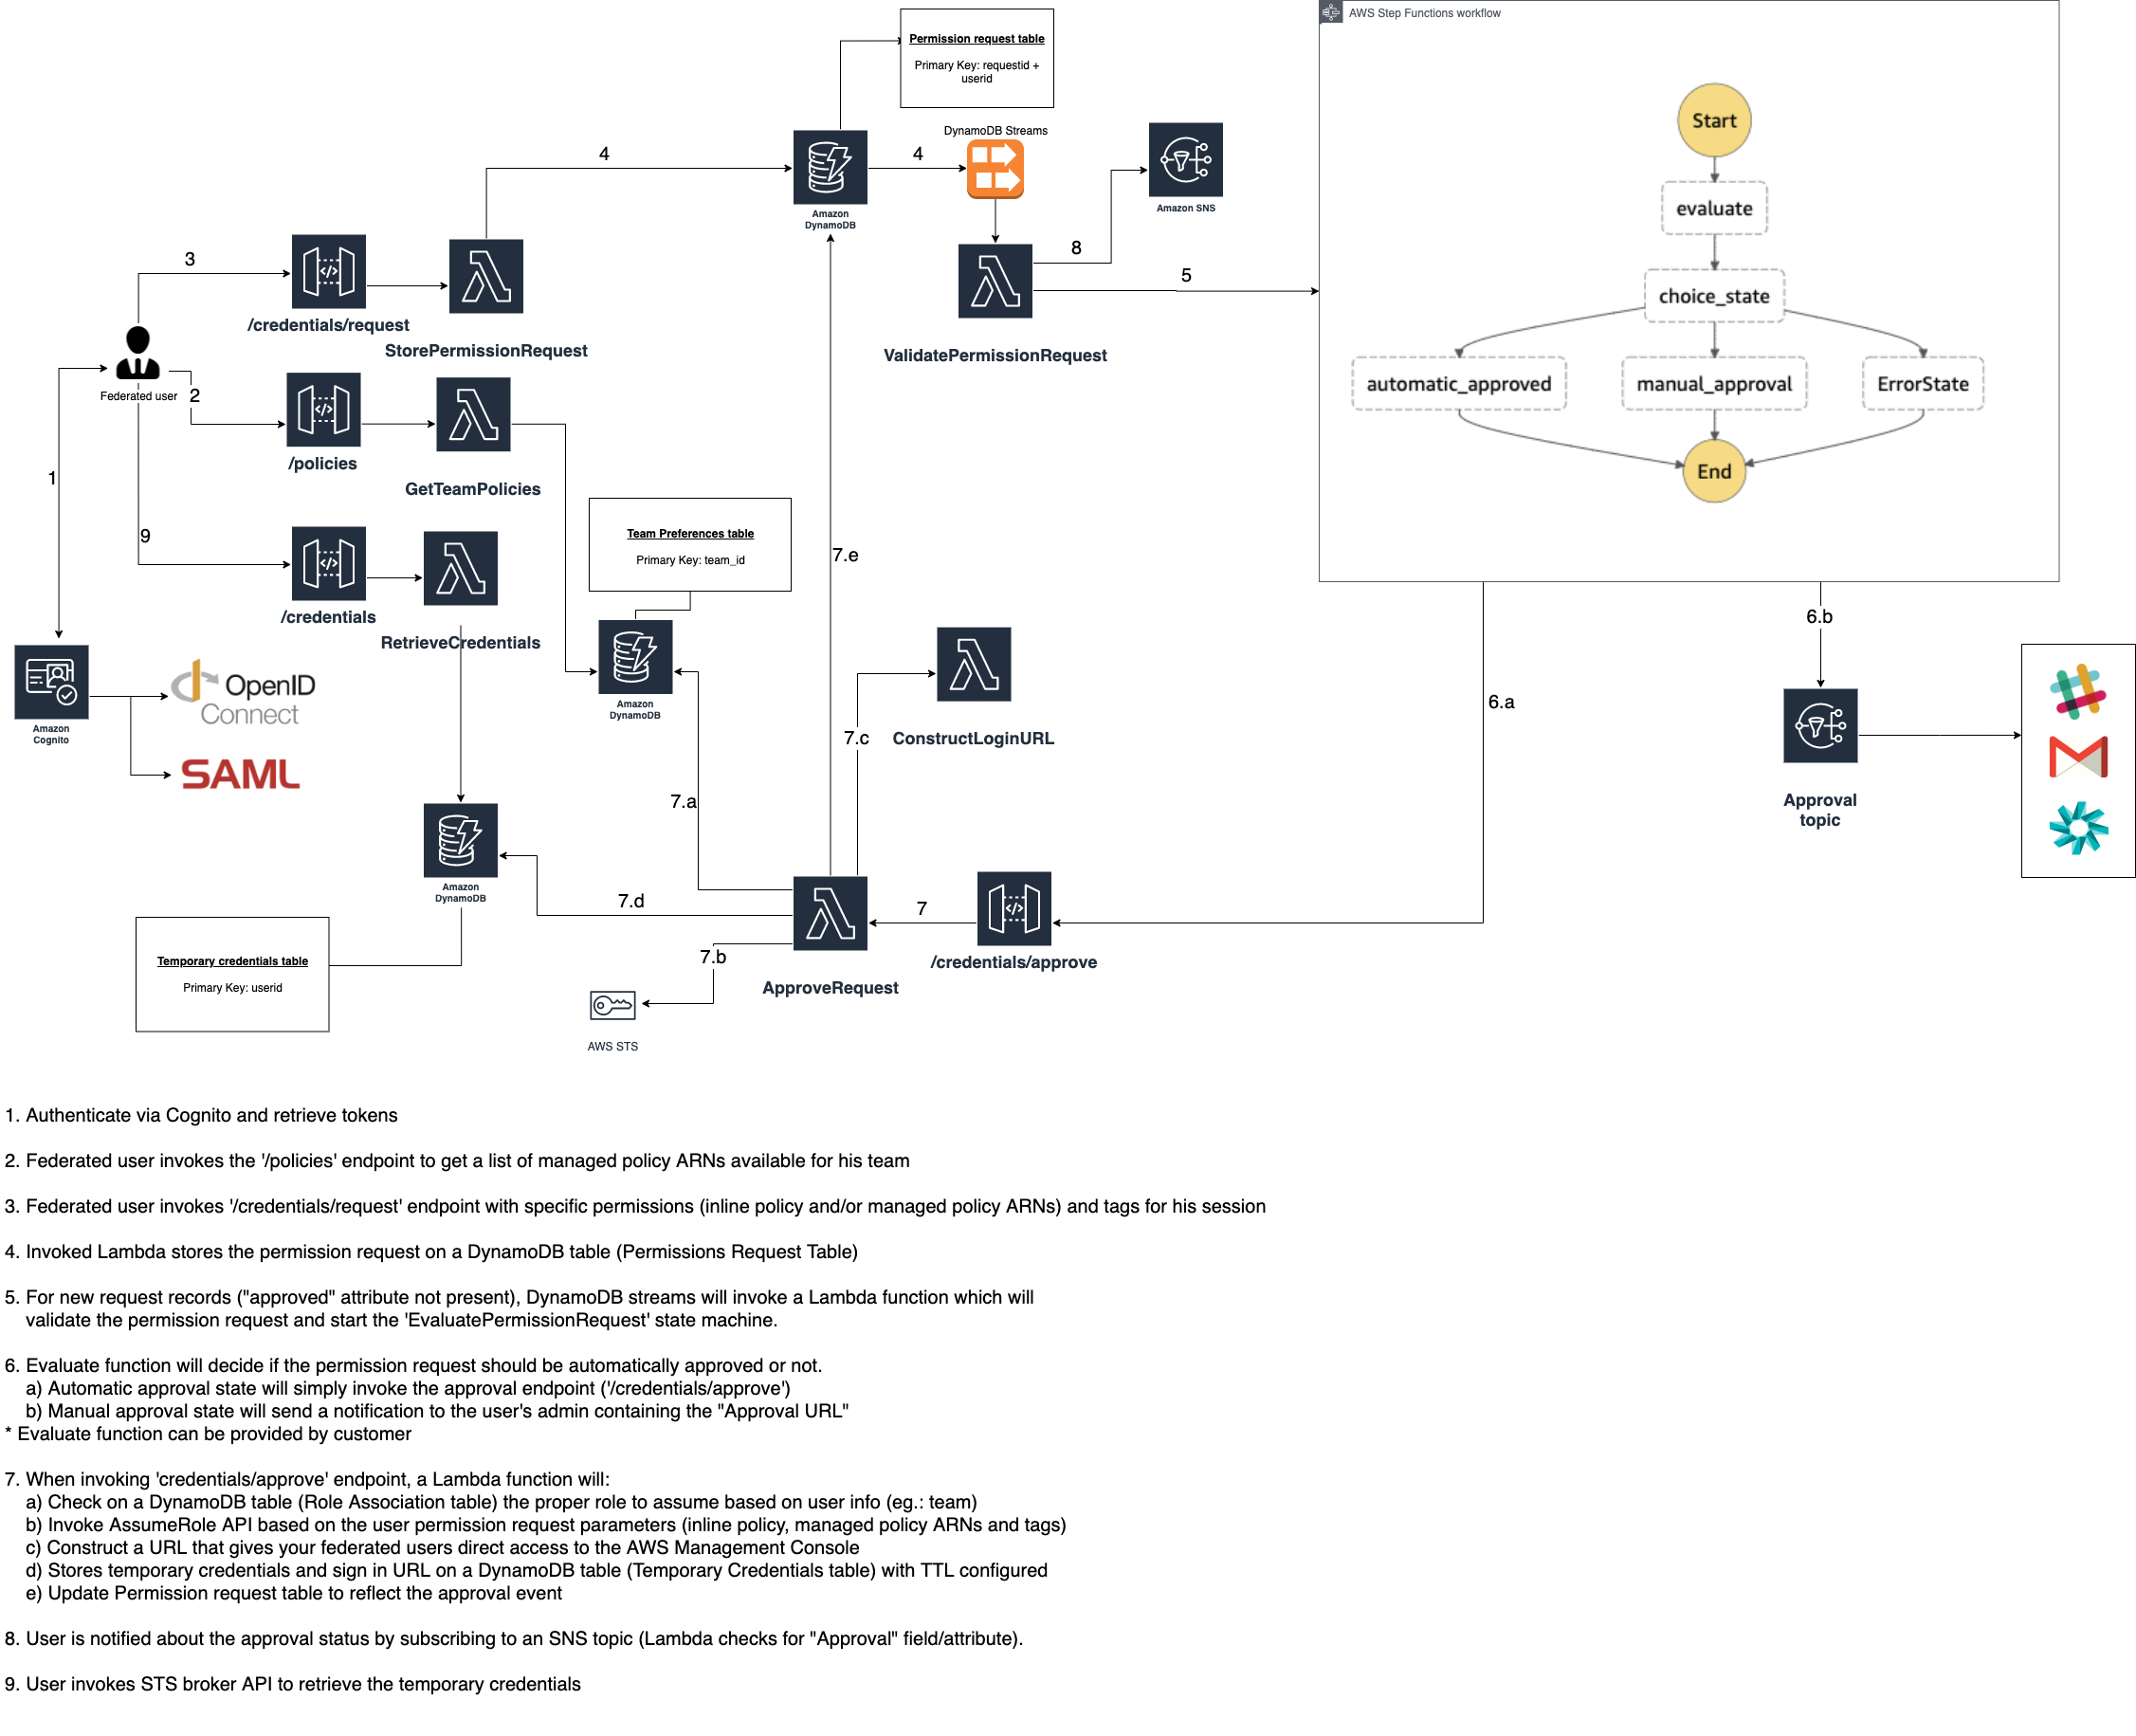 AWS Step Functions workflow
Permission request table
Primary Key: requestid +
userid
Start
DynamoDB Streams
4
4
evaluate
Amazon
DynamoDB
Amazon SNS
3
8
5
choice_state
/credentials/request
StorePermissionRequest
ValidatePermissionRequest
automatic_approved
manual_approval
ErrorState
Federated user
2
/policies
End
1
GetTeamPolicies
9
Team Preferences table
Primary Key: team_id
7.e
/credentials
RetrieveCredentials
6.b
OpenID
Connect
Amazon
Cognito
Amazon
DynamoDB
6.a
7.c
ConstructLoginURL
SAML
7.a
Approval
topic
Amazon
DynamoDB
7.d
7
7.b
/credentials/approve
Temporary credentials table
Primary Key: userid
ApproveRequest
AWS STS
1. Authenticate via Cognito and retrieve tokens
2. Federated user invokes the '/policies' endpoint to get a list of managed policy ARNs available for his team
3. Federated user invokes '/credentials/request' endpoint with specific permissions (inline policy and/or managed policy ARNs) and tags for his session
4. Invoked Lambda stores the permission request on a DynamoDB table (Permissions Request Table)
5. For new request records ("approved" attribute not present), DynamoDB streams will invoke a Lambda function which will
validate the permission request and start the 'EvaluatePermissionRequest' state machine.
6. Evaluate function will decide if the permission request should be automatically approved or not.
a) Automatic approval state will simply invoke the approval endpoint ('/credentials/approve')
b) Manual approval state will send a notification to the user's admin containing the "Approval URL"
* Evaluate function can be provided by customer
7. When invoking 'credentials/approve' endpoint, a Lambda function will:
a) Check on a DynamoDB table (Role Association table) the proper role to assume based on user info (eg.: team)
b) Invoke AssumeRole API based on the user permission request parameters (inline policy, managed policy ARNs and tags)
c) Construct a URL that gives your federated users direct access to the AWS Management Console
d) Stores temporary credentials and sign in URL on a DynamoDB table (Temporary Credentials table) with TTL configured
e) Update Permission request table to reflect the approval event
8. User is notified about the approval status by subscribing to an SNS topic (Lambda checks for "Approval" field/attribute).
9. User invokes STS broker API to retrieve the temporary credentials